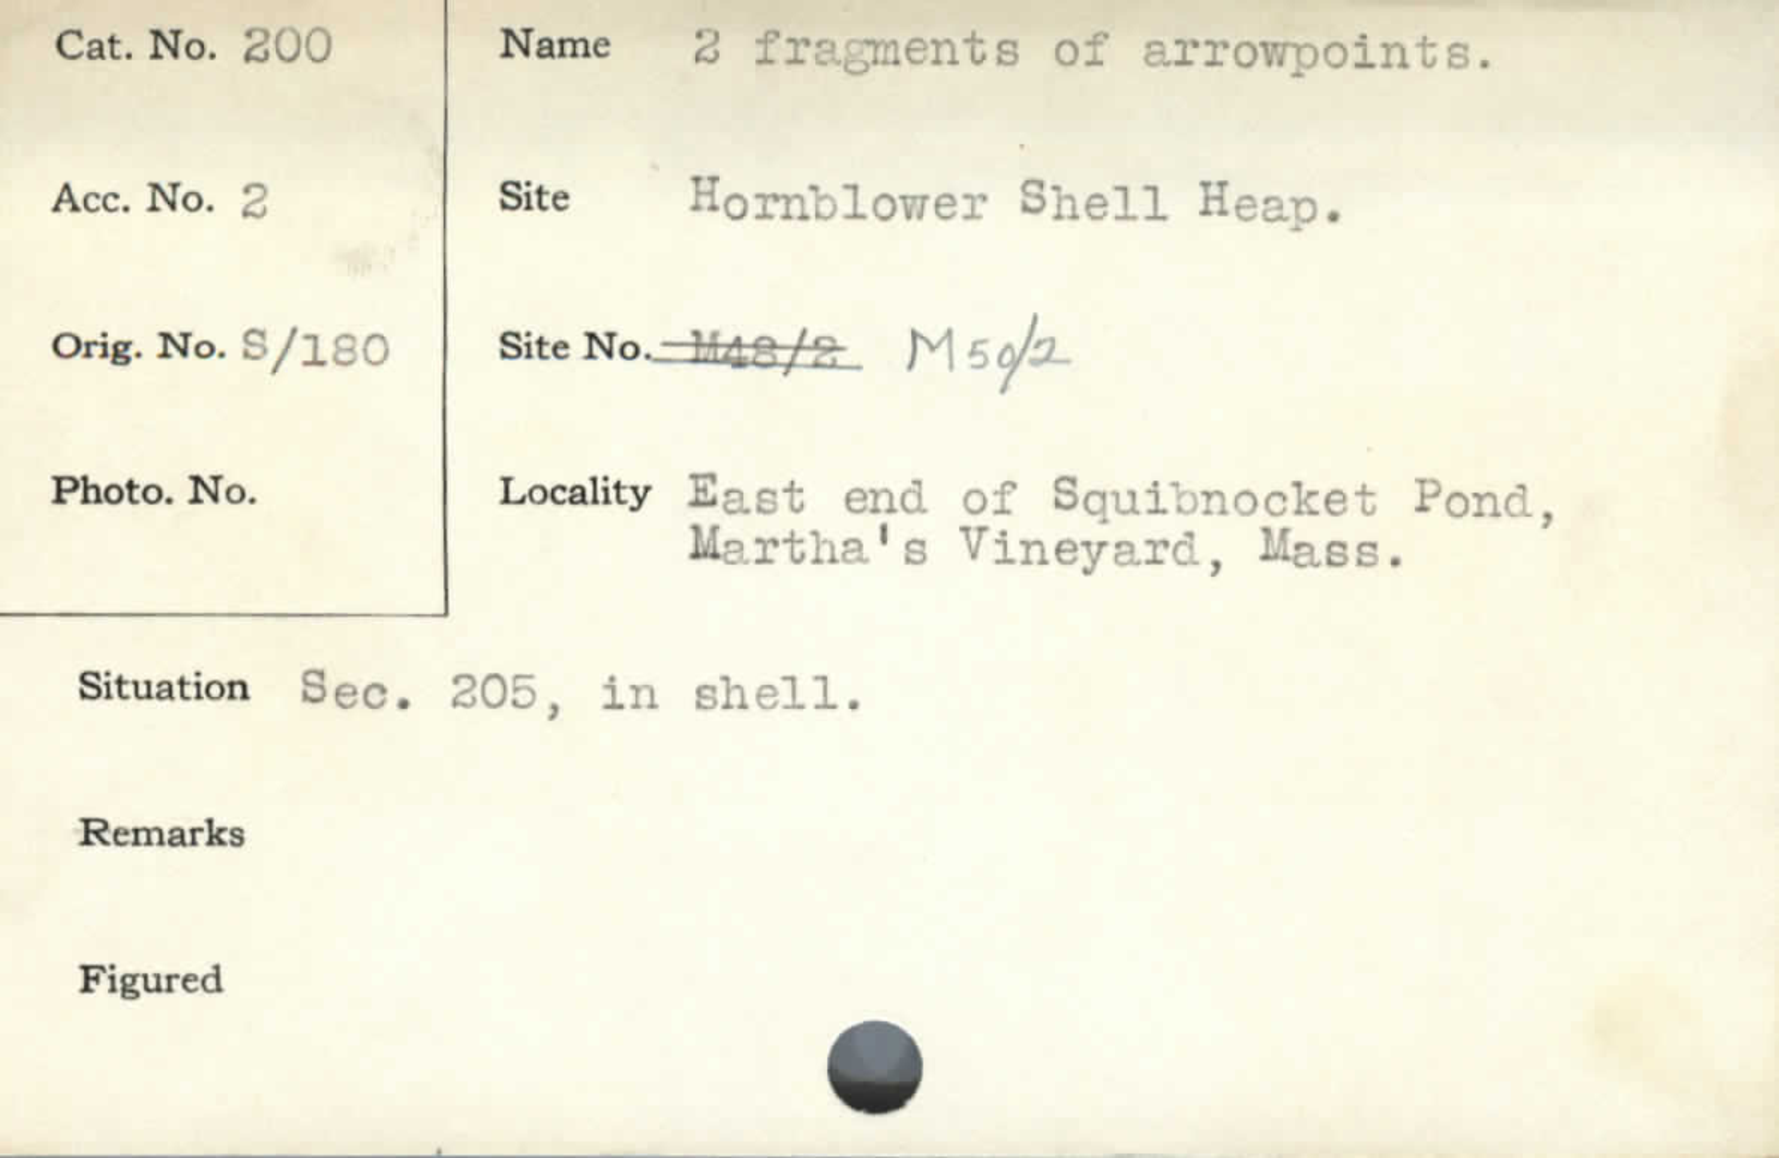 Cat. No. 200
Name 2 fragments of arrowpoints.
Acc. No. 2
Site Hornblower Shell Heap.
Orig. No. S/180
Site No. M48/2 M50/2
Photo. No.
Locality East end of Squibnocket Pond,
Martha's Vineyard, Mass.
Situation Sec. 205, in shell.
Remarks
Figured